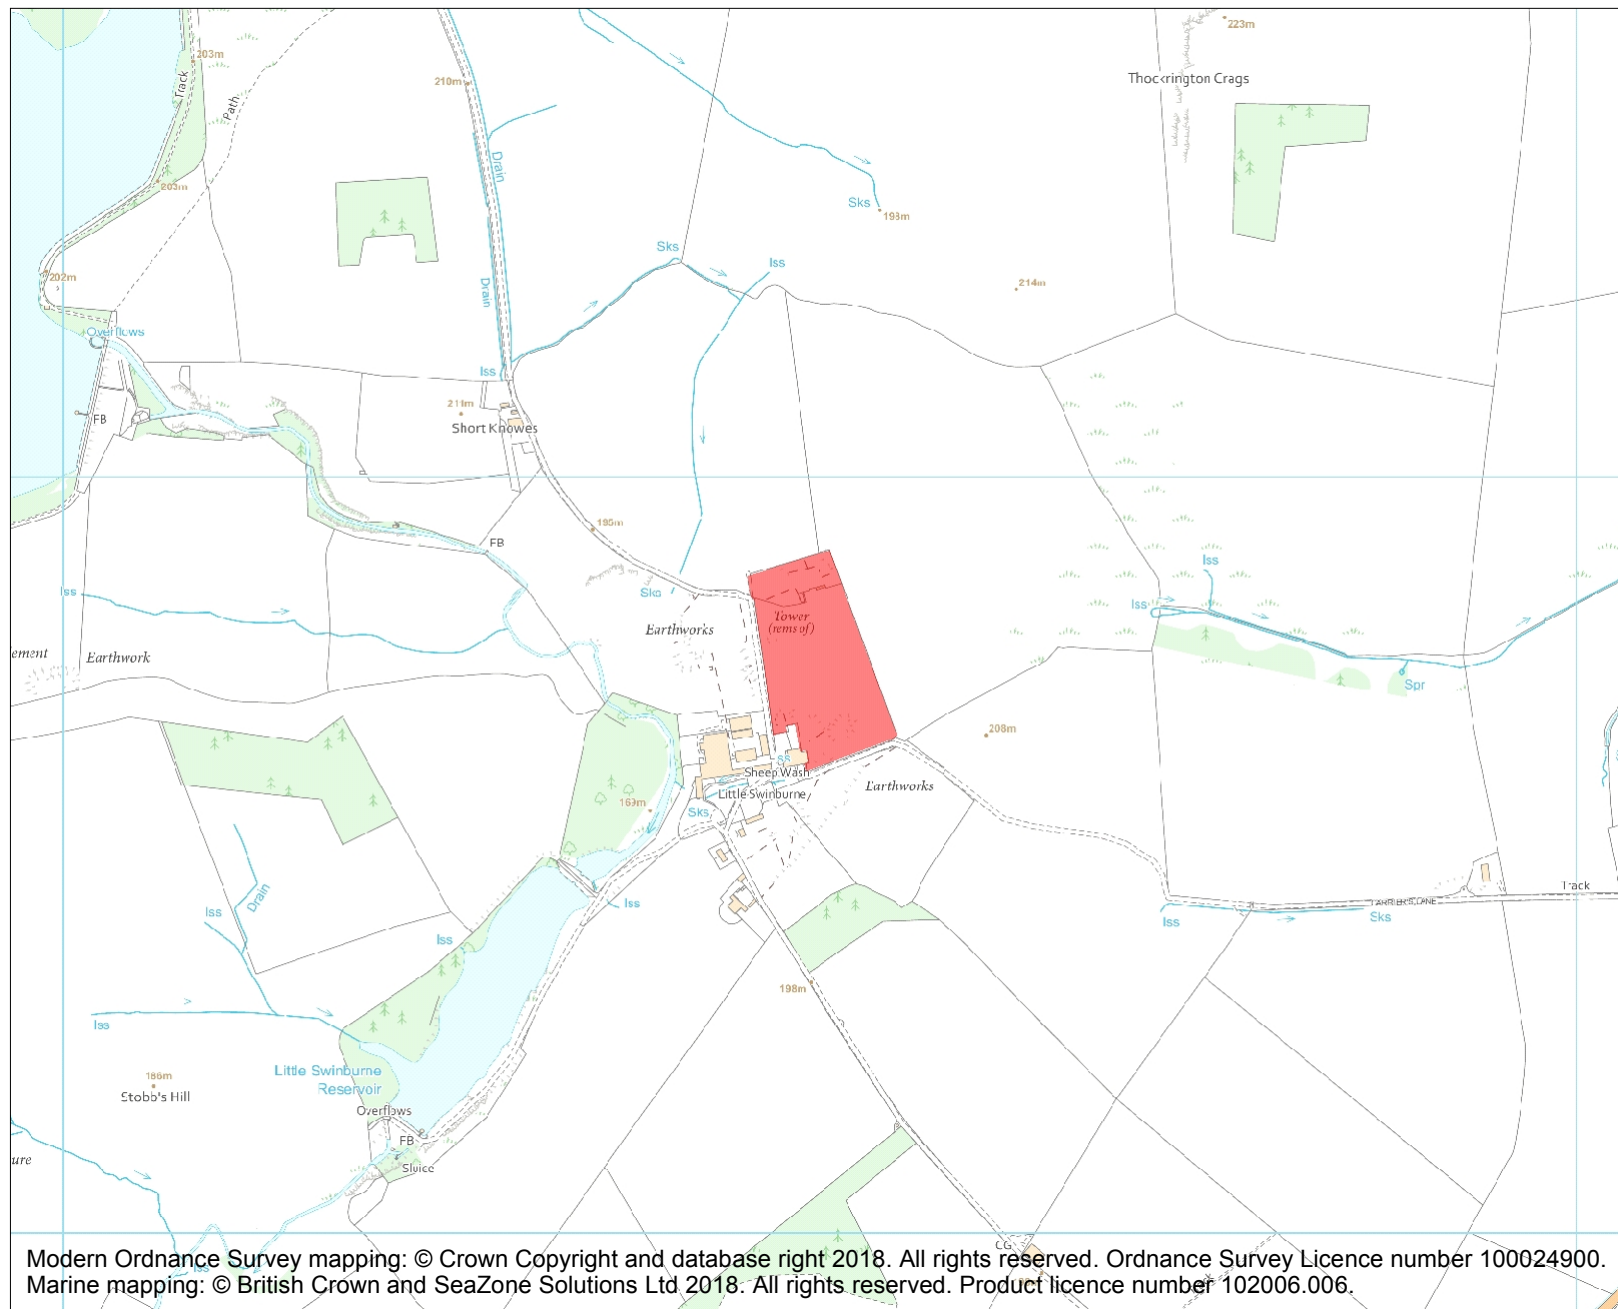 223m
203m
Track
Thockrington Crags
210m
Path
Drain
203m
Sks
193m
Sks
Iss
202m
214m
Drain
Overflows
Iss
211m
FB
Short Knowes
195m
FB
Iss
Iss
Sks
Iss
Tower
(rems of)
Earthworks
ement
Earthwork
Spr
208m
Sheep Wash
Earthworks
Little Swinburne
169m
Sks
Track
Drain
Iss
Iss
Iss
Sks
Iss
198m
Iss
Little Swinburne
Reservoir
186m
Stobb's Hill
Overflows
FB
ure
Sluice
CG
Iss
Modern Ordnance Survey mapping: © Crown Copyright and database right 2018. All rights reserved. Ordnance Survey Licence number 100024900.
Marine mapping: © British Crown and SeaZone Solutions Ltd 2018. All rights reserved. Product licence number 102006.006.